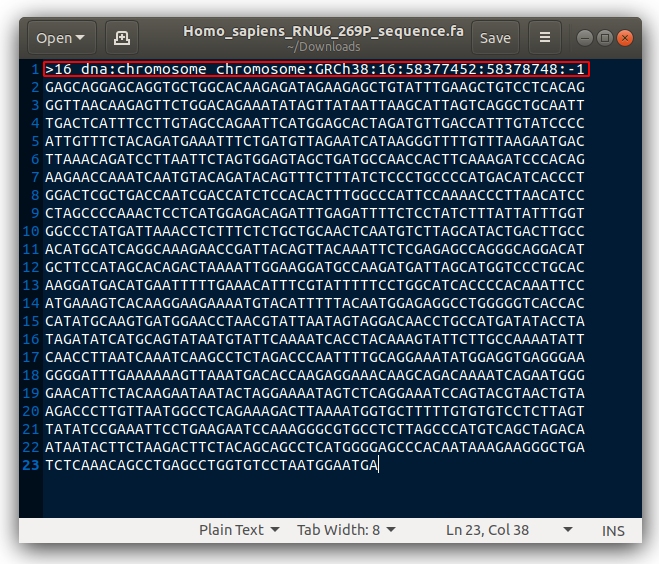 Open
Homo_sapiens_RNU6_269P_sequence.fa
~/Downloads
Save
1 >16 dna:chromosome chromosome:GRCh38:16:58377452:58378748:-1
2 GAGCAGGAGCAGGTGCTGGCACAAGAGATAGAAGAGCTGTATTTGAAGCTGTCCTCACAG
3 GGTTAACAAGAGTTCTGGACAGAAATATAGTTATAATTAAGCATTAGTCAGGCTGCAATT
4 TGACTCATTTCCTTGTAGCCAGAATTCATGGAGCACTAGATGTTGACCATTTGTATCCCC
5 ATTGTTTCTACAGATGAAATTTCTGATGTTAGAATCATAAGGGTTTTGTTTAAGAATGAC
6 TTAAACAGATCCTTAATTCTAGTGGAGTAGCTGATGCCAACCACTTCAAAGATCCCACAG
7 AAGAACCAAATCAATGTACAGATACAGTTTCTTTATCTCCCTGCCCCATGACATCACCCT
8 GGACTCGCTGACCAATCGACCATCTCCACACTTTGGCCCATTCCAAAACCCTTAACATCC
9 CTAGCCCCAAACTCCTCATGGAGACAGATTTGAGATTTTCTCCTATCTTTATTATTTGGT
10 GGCCCTATGATTAAACCTCTTTCTCTGCTGCAACTCAATGTCTTAGCATACTGACTTGCC
11 ACATGCATCAGGCAAAGAACCGATTACAGTTACAAATTCTCGAGAGCCAGGGCAGGACAT
12 GCTTCCATAGCACAGACTAAAATTGGAAGGATGCCAAGATGATTAGCATGGTCCCTGCAC
13 AAGGATGACATGAATTTTTGAAACATTTCGTATTTTTCCTGGCATCACCCCACAAATTCC
14 ATGAAAGTCACAAGGAAGAAAATGTACATTTTTACAATGGAGAGGCCTGGGGGTCACCAC
15 CATATGCAAGTGATGGAACCTAACGTATTAATAGTAGGACAACCTGCCATGATATACCTA
16 TAGATATCATGCAGTATAATGTATTCAAAATCACCTACAAAGTATTCTTGCCAAAATATT
17 CAACCTTAATCAAATCAAGCCTCTAGACCCAATTTTGCAGGAAATATGGAGGTGAGGGAA
18 GGGGATTTGAAAAAAGTTAAATGACACCAAGAGGAAACAAGCAGACAAAATCAGAATGGG
19 GAACATTCTACAAGAATAATACTAGGAAAATAGTCTCAGGAAATCCAGTACGTAACTGTA
20 AGACCCTTGTTAATGGCCTCAGAAAGACTTAAAATGGTGCTTTTTGTGTGTCCTCTTAGT
21 TATATCCGAAATTCCTGAAGAATCCAAAGGGCGTGCCTCTTAGCCCATGTCAGCTAGACA
22 ATAATACTTCTAAGACTTCTACAGCAGCCTCATGGGGAGCCCACAATAAAGAAGGGCTGA
23 TCTCAAACAGCCTGAGCCTGGTGTCCTAATGGAATGA
Plain Text
Tab Width: 8
Ln 23, Col 38
INS